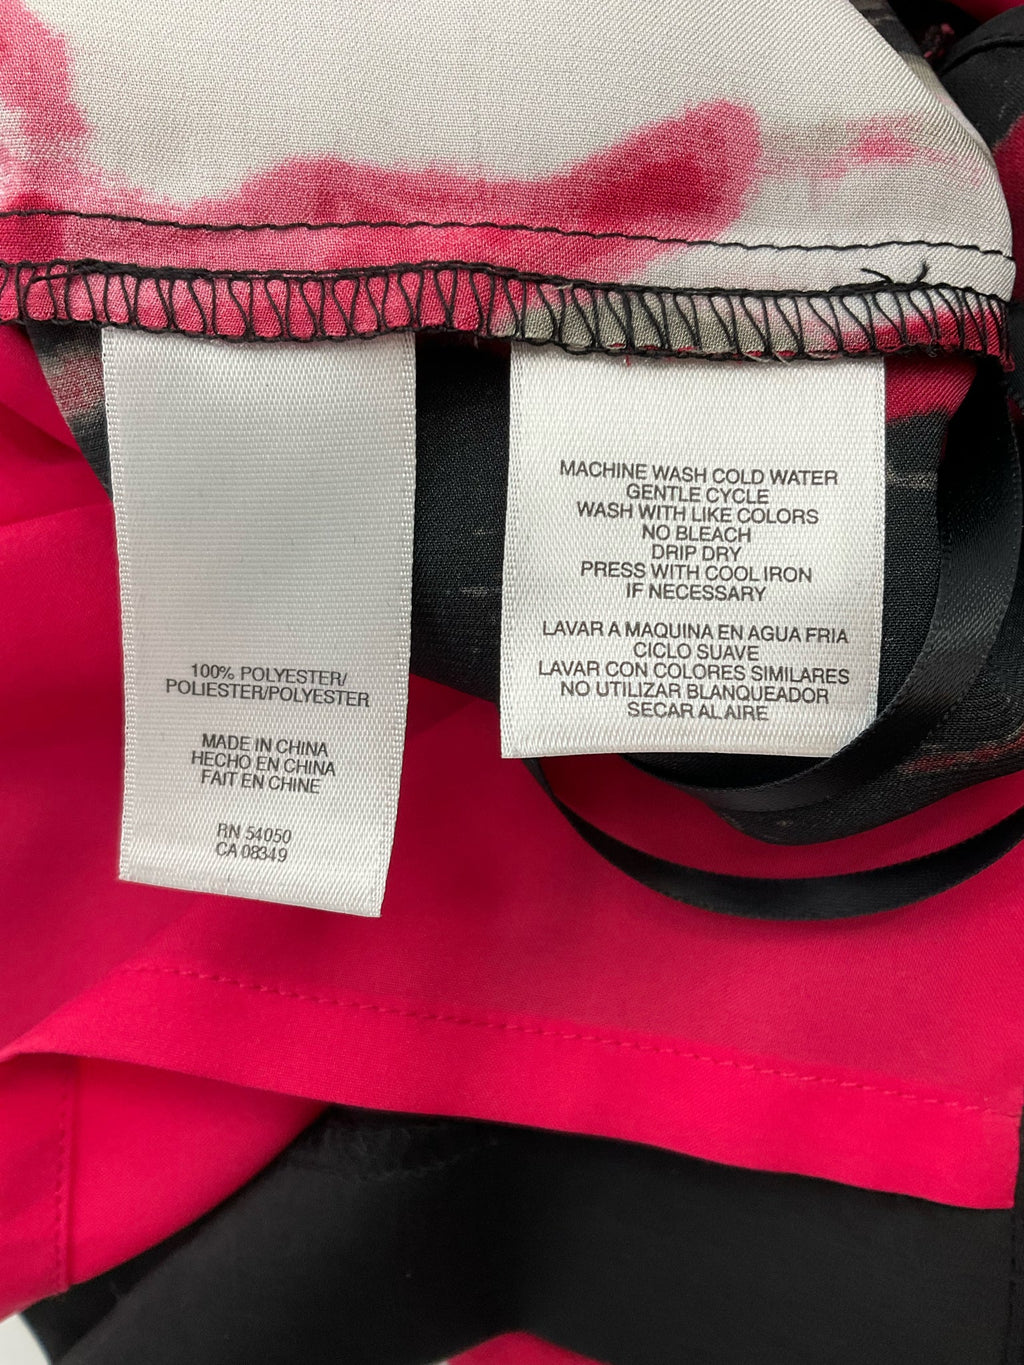 100% POLYESTER/
POLIESTER/POLYESTER
MADE IN CHINA
HECHO EN CHINA
FAIT EN CHINE
RN 54050
CA 08349
MACHINE WASH COLD WATER
GENTLE CYCLE
WASH WITH LIKE COLORS
NO BLEACH
DRIP DRY
PRESS WITH COOL IRON
IF NECESSARY
LAVAR A MAQUINA EN AGUA FRIA
CICLO SUAVE
LAVAR CON COLORES SIMILARES
NO UTILIZAR BLANQUEADOR
SECAR AL AIRE